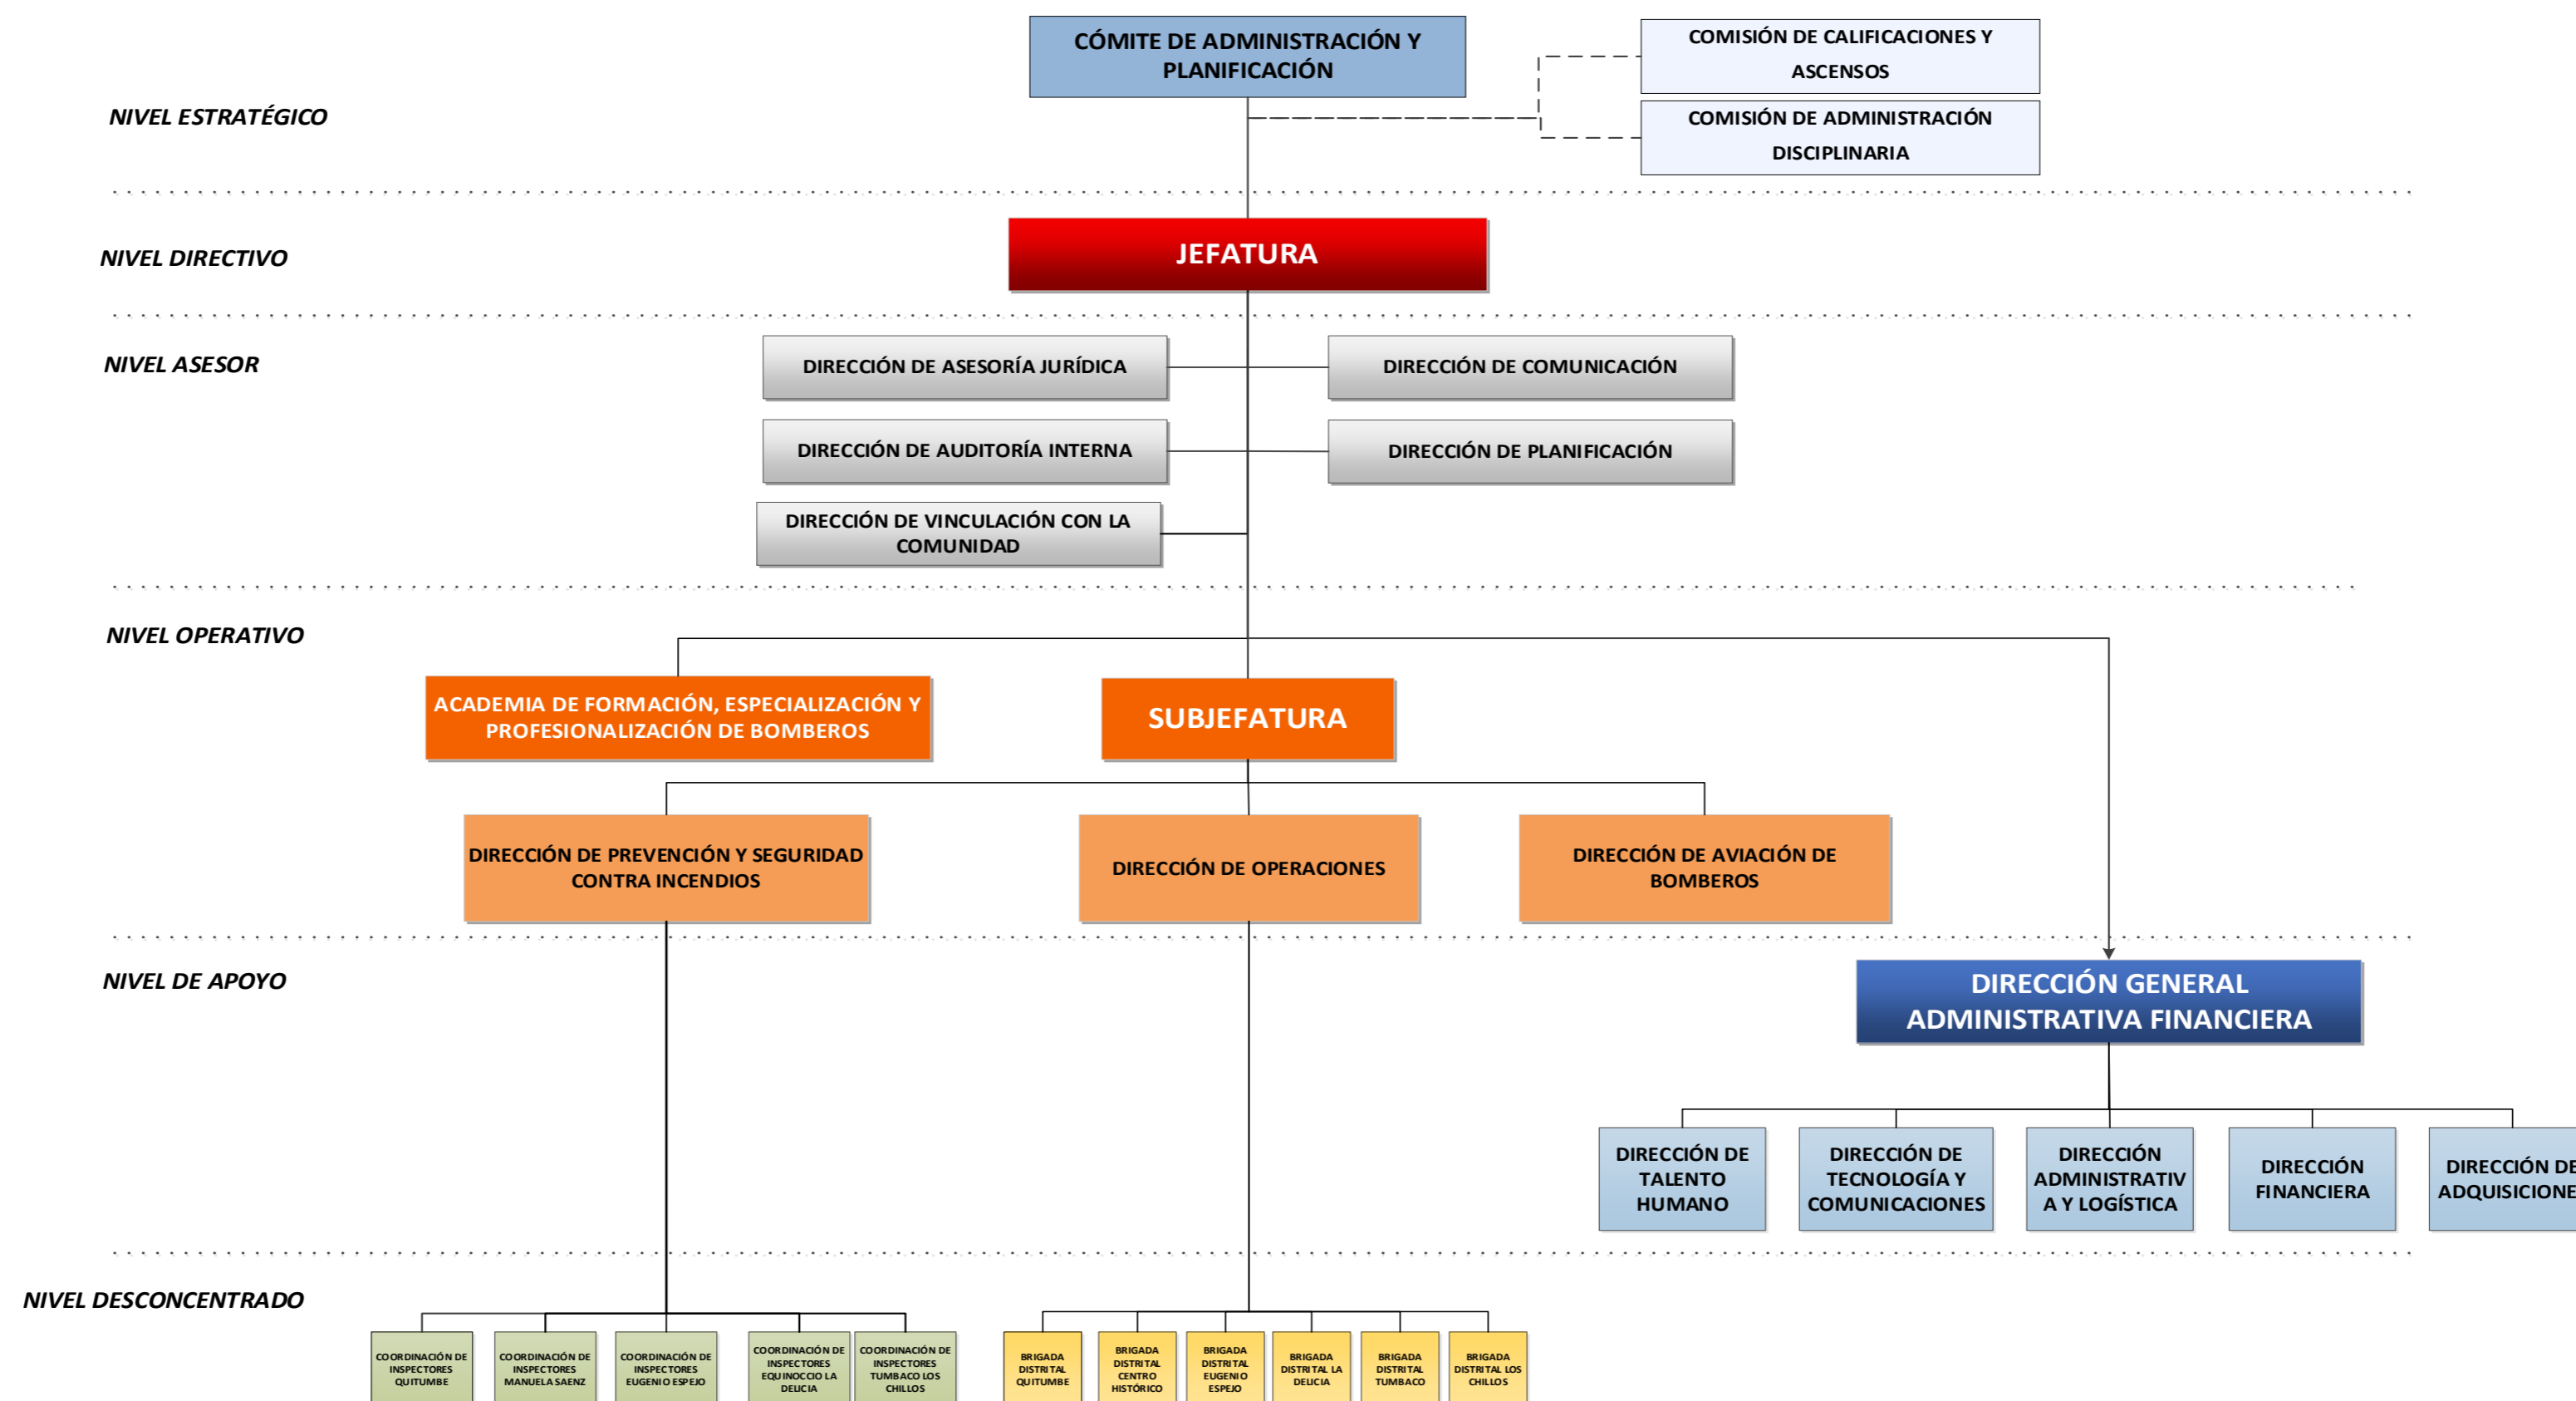 CÓMITE DE ADMINISTRACIÓN Y
PLANIFICACIÓN
COMISIÓN DE CALIFICACIONES Y
ASCENSOS
COMISIÓN DE ADMINISTRACIÓN
DISCIPLINARIA
NIVEL ESTRATÉGICO
NIVEL DIRECTIVO
JEFATURA
NIVEL ASESOR
DIRECCIÓN DE ASESORÍA JURÍDICA
DIRECCIÓN DE COMUNICACIÓN
DIRECCIÓN DE AUDITORÍA INTERNA
DIRECCIÓN DE PLANIFICACIÓN
DIRECCIÓN DE VINCULACIÓN CON LA
COMUNIDAD
NIVEL OPERATIVO
ACADEMIA DE FORMACIÓN, ESPECIALIZACIÓN Y
PROFESIONALIZACIÓN DE BOMBEROS
SUBJEFATURA
DIRECCIÓN DE PREVENCIÓN Y SEGURIDAD
CONTRA INCENDIOS
DIRECCIÓN DE OPERACIONES
DIRECCIÓN DE AVIACIÓN DE
BOMBEROS
NIVEL DE APOYO
DIRECCIÓN GENERAL
ADMINISTRATIVA FINANCIERA
DIRECCIÓN DE
TALENTO
HUMANO
DIRECCIÓN DE
TECNOLOGÍA Y
COMUNICACIONES
DIRECCIÓN
ADMINISTRATIV
A Y LOGÍSTICA
DIRECCIÓN
FINANCIERA
DIRECCIÓN DE
ADQUISICIONE
NIVEL DESCONCENTRADO
COORDINACIÓN DE
INSPECTORES
QUITUMBE
COORDINACIÓN DE
INSPECTORES
MANUELA SAENZ
COORDINACIÓN DE
INSPECTORES
EUGENIO ESPEJO
COORDINACIÓN DE
INSPECTORES
EQUINOCCIO LA
DELICIA
COORDINACIÓN DE
INSPECTORES
TUMBACO LOS
CHILLOS
BRIGADA
DISTRITAL
QUITUMBE
BRIGADA
DISTRITAL
CENTRO
HISTÓRICO
BRIGADA
DISTRITAL
EUGENIO
ESPEJO
BRIGADA
DISTRITAL LA
DELICIA
BRIGADA
DISTRITAL
TUMBACO
BRIGADA
DISTRITAL LOS
CHILLOS